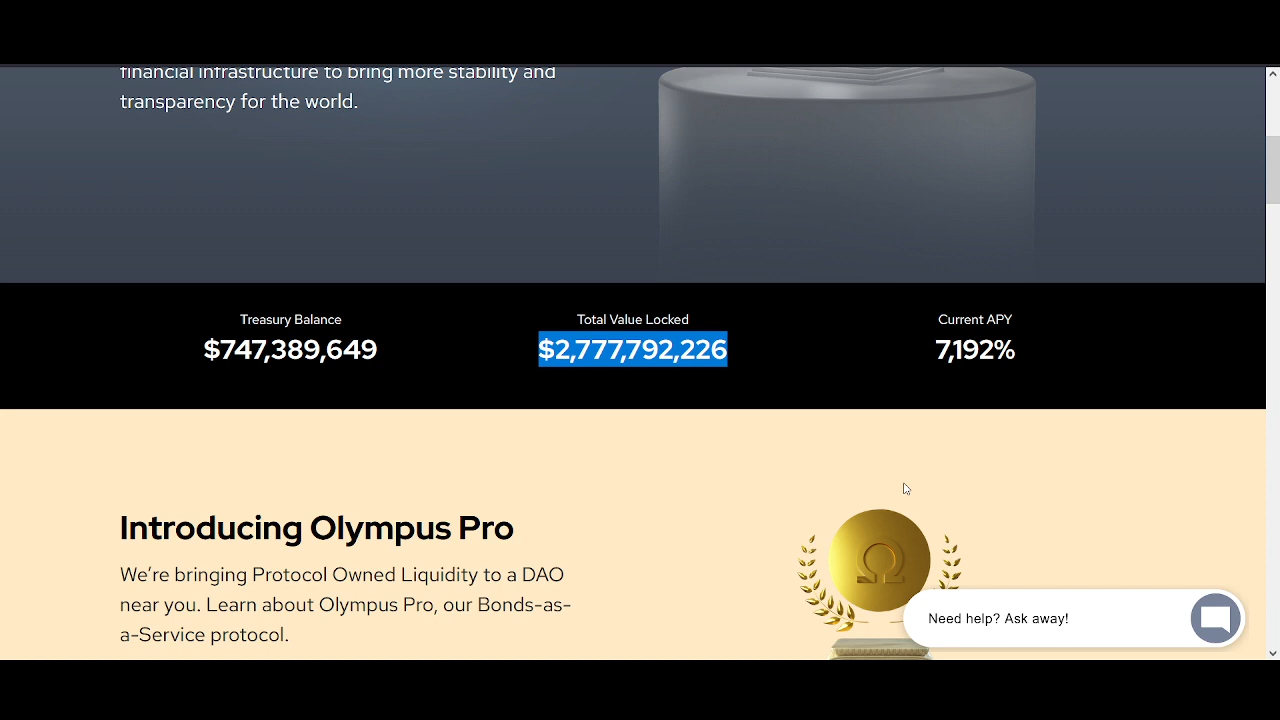 financial infrastructure to bring more stability and
transparency for the world.
Treasury Balance
$747,389,649
Total Value Locked
$2,777,792,226
Current APY
7,192%
Introducing Olympus Pro
We’re bringing Protocol Owned Liquidity to a DAO
near you. Learn about Olympus Pro, our Bonds-as-
a-Service protocol.
Need help? Ask away!